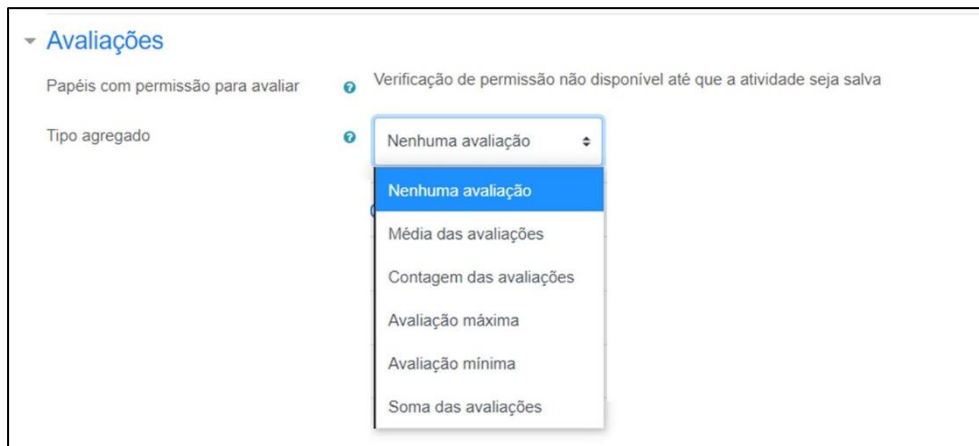 Avaliações
Papéis com permissão para avaliar
Verificação de permissão não disponível até que a atividade seja salva
Tipo agregado
Nenhuma avaliação
Nenhuma avaliação
Média das avaliações
Contagem das avaliações
Avaliação máxima
Avaliação mínima
Soma das avaliações